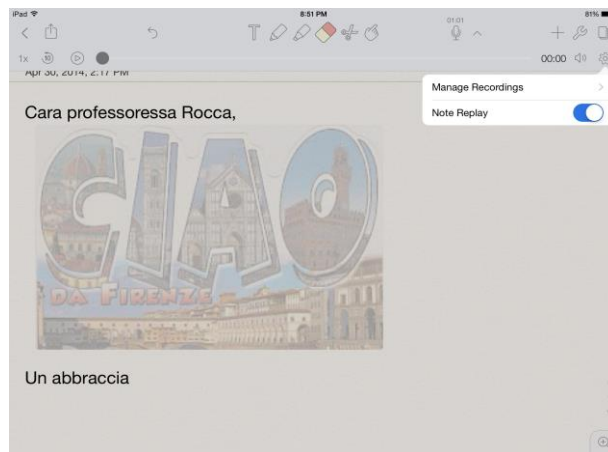 iPad 8:51 PM 81%
T 01:01
1x 10 00:00
Apr 30, 2014, 2:17 PM
Manage Recordings
Note Replay
Cara professoressa Rocca,
CIAO
DA FIRENZE
Un abbraccia